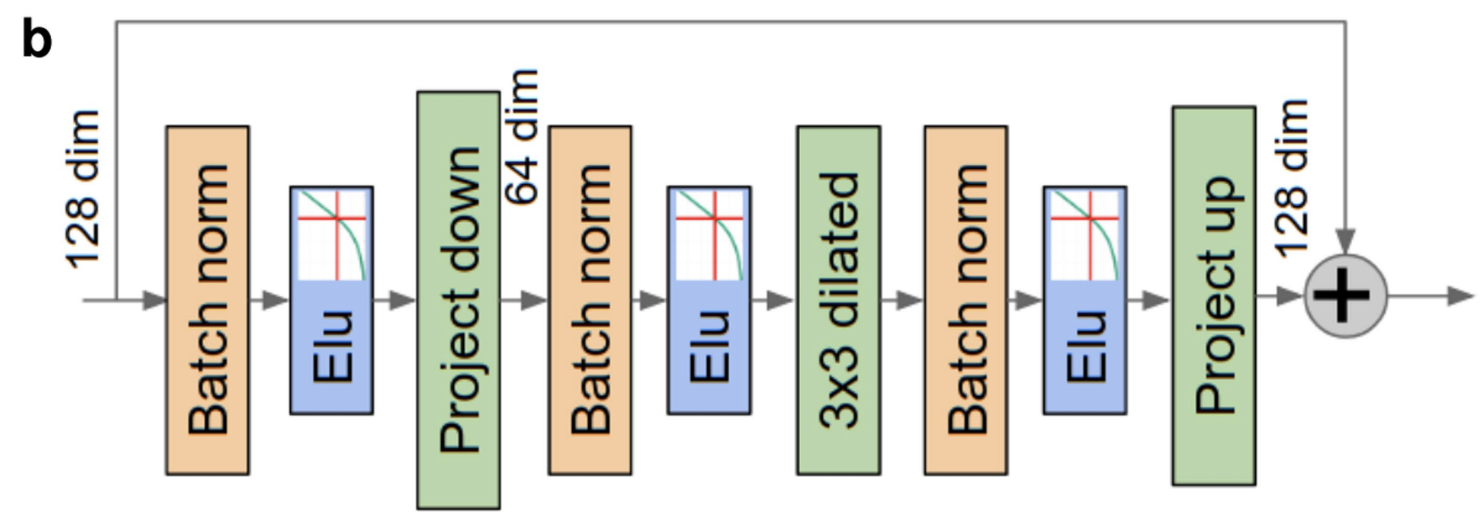 b
128 dim
Batch norm
Elu
Project down
64 dim
Batch norm
Elu
3x3 dilated
Batch norm
Elu
Project up
128 dim
+